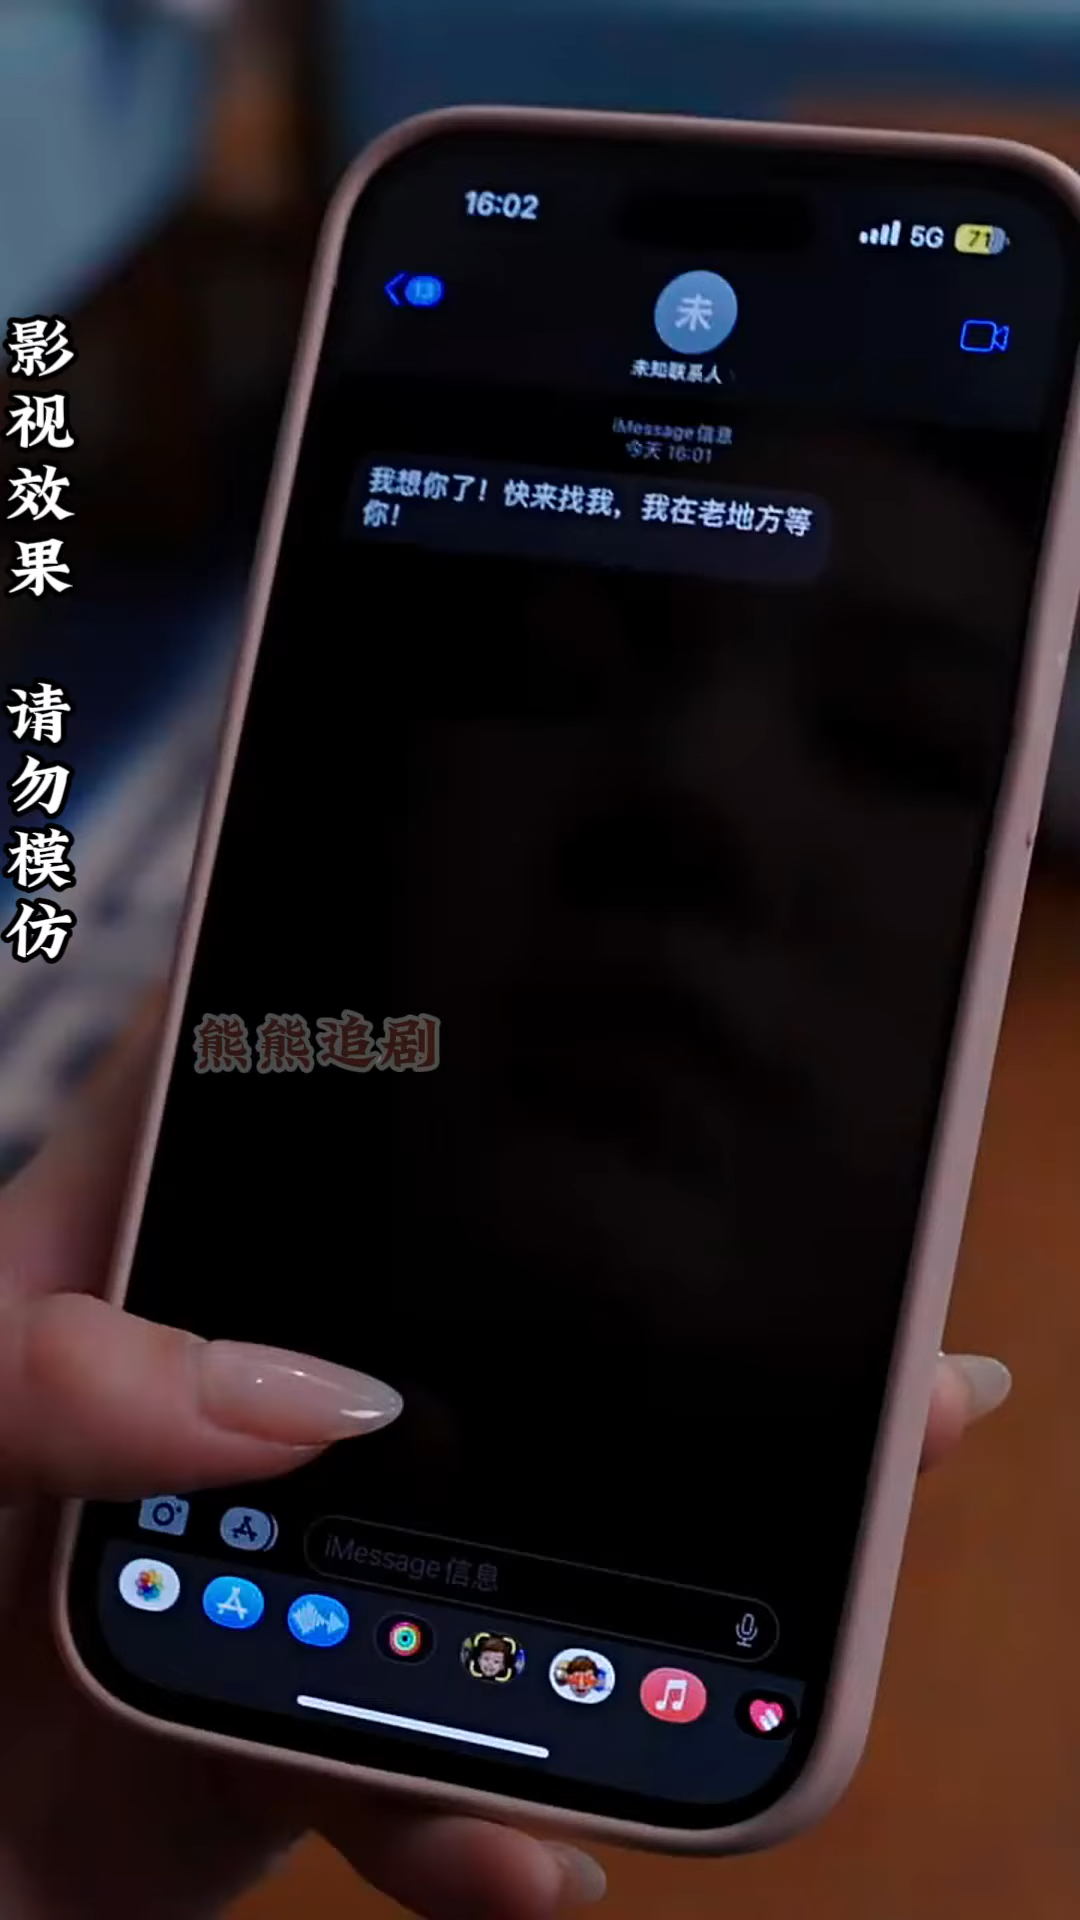 16:02
5G
71
13
未
未知联系人
iMessage信息
今天 16:01
我想你了！快来找我，我在老地方等
你！
影视效果 请勿模仿
熊熊追剧
iMessage信息